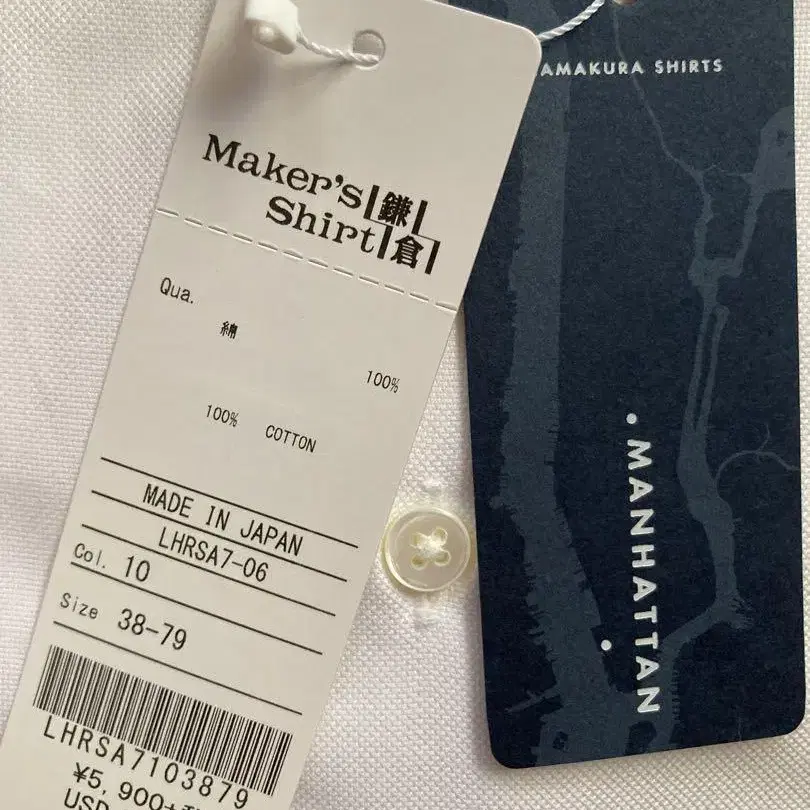 Maker's
Shirt 鎌倉
Qua.
綿
100%
100% COTTON
MADE IN JAPAN
LHRSA7-06
Col. 10
Size 38-79
LHRSA7103879
¥5,900+
USD
AMAKURA SHIRTS
• MANHATTAN •